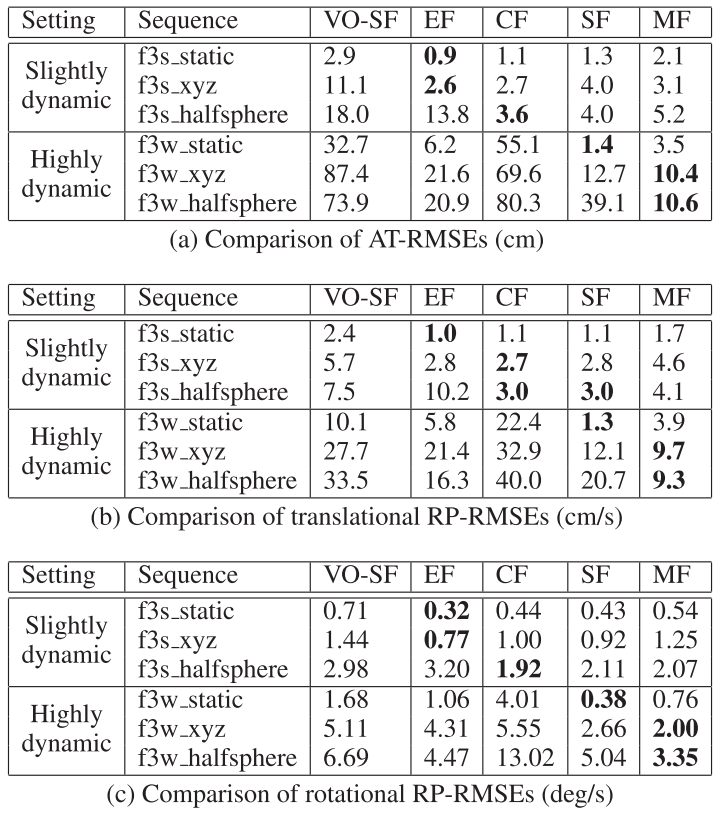 Setting Sequence VO-SF EF CF SF MF
Slightly dynamic f3s_static 2.9 0.9 1.1 1.3 2.1
f3s_xyz 11.1 2.6 2.7 4.0 3.1
f3s_halfsphere 18.0 13.8 3.6 4.0 5.2
Highly dynamic f3w_static 32.7 6.2 55.1 1.4 3.5
f3w_xyz 87.4 21.6 69.6 12.7 10.4
f3w_halfsphere 73.9 20.9 80.3 39.1 10.6
(a) Comparison of AT-RMSEs (cm)
Setting Sequence VO-SF EF CF SF MF
Slightly dynamic f3s_static 2.4 1.0 1.1 1.1 1.7
f3s_xyz 5.7 2.8 2.7 2.8 4.6
f3s_halfsphere 7.5 10.2 3.0 3.0 4.1
Highly dynamic f3w_static 10.1 5.8 22.4 1.3 3.9
f3w_xyz 27.7 21.4 32.9 12.1 9.7
f3w_halfsphere 33.5 16.3 40.0 20.7 9.3
(b) Comparison of translational RP-RMSEs (cm/s)
Setting Sequence VO-SF EF CF SF MF
Slightly dynamic f3s_static 0.71 0.32 0.44 0.43 0.54
f3s_xyz 1.44 0.77 1.00 0.92 1.25
f3s_halfsphere 2.98 3.20 1.92 2.11 2.07
Highly dynamic f3w_static 1.68 1.06 4.01 0.38 0.76
f3w_xyz 5.11 4.31 5.55 2.66 2.00
f3w_halfsphere 6.69 4.47 13.02 5.04 3.35
(c) Comparison of rotational RP-RMSEs (deg/s)